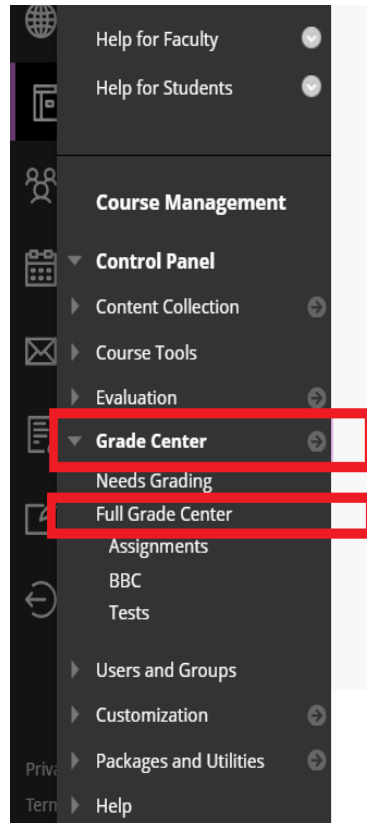 Help for Faculty
Help for Students
Course Management
Control Panel
Content Collection
Course Tools
Evaluation
Grade Center
Needs Grading
Full Grade Center
Assignments
BBC
Tests
Users and Groups
Customization
Packages and Utilities
Help